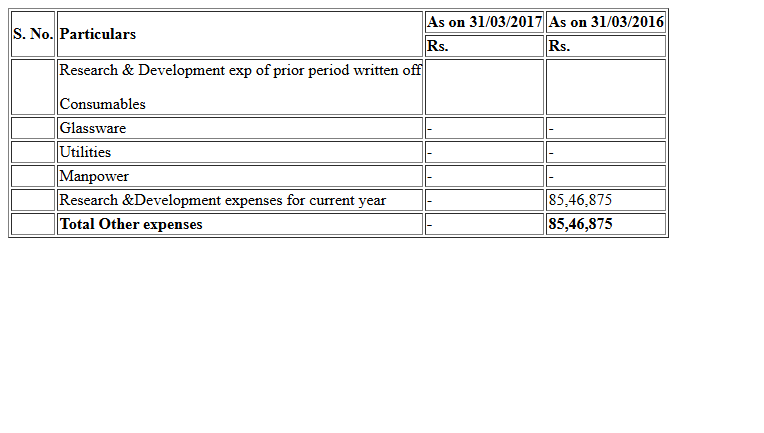 S. No. Particulars As on 31/03/2017 As on 31/03/2016
Rs. Rs.
Research & Development exp of prior period written off
Consumables
Glassware - -
Utilities - -
Manpower - -
Research &Development expenses for current year - 85,46,875
Total Other expenses - 85,46,875